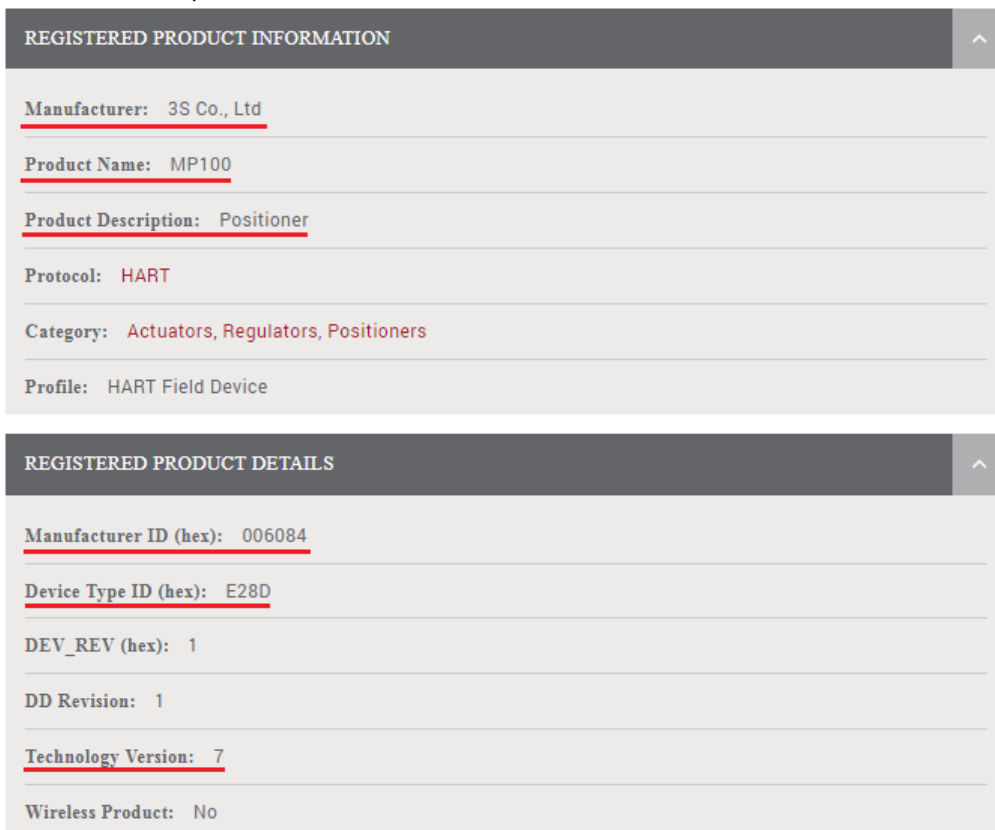 REGISTERED PRODUCT INFORMATION
Manufacturer: 3S Co., Ltd
Product Name: MP100
Product Description: Positioner
Protocol: HART
Category: Actuators, Regulators, Positioners
Profile: HART Field Device
REGISTERED PRODUCT DETAILS
Manufacturer ID (hex): 006084
Device Type ID (hex): E28D
DEV_REV (hex): 1
DD Revision: 1
Technology Version: 7
Wireless Product: No